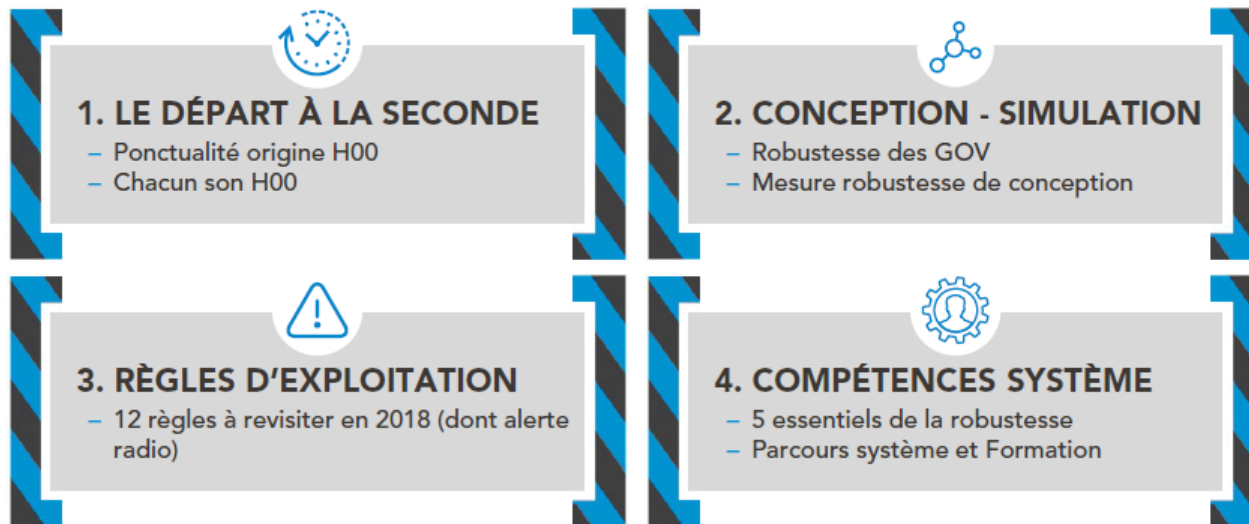 1. LE DÉPART À LA SECONDE
– Ponctualité origine H00
– Chacun son H00
2. CONCEPTION - SIMULATION
– Robustesse des GOV
– Mesure robustesse de conception
3. RÈGLES D'EXPLOITATION
– 12 règles à revisiter en 2018 (dont alerte
radio)
4. COMPÉTENCES SYSTÈME
– 5 essentiels de la robustesse
– Parcours système et Formation